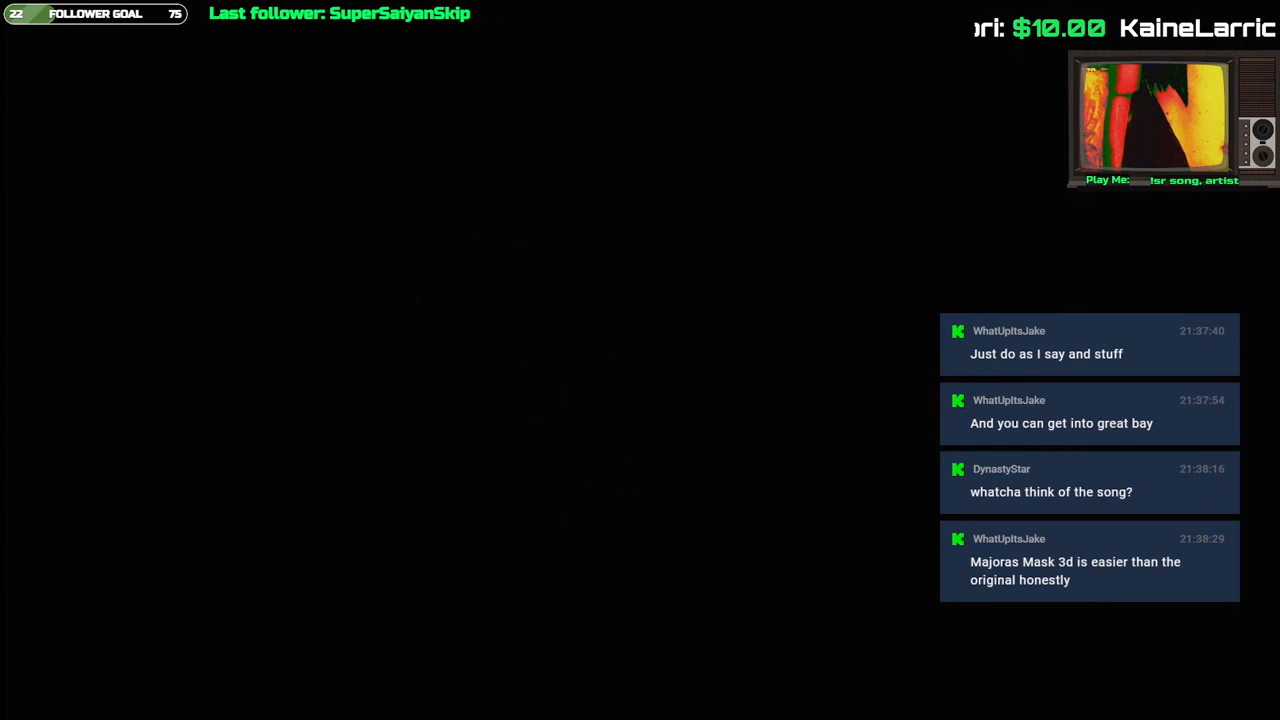 22 FOLLOWER GOAL 75
Last follower: SuperSaiyanSkip
ori: $10.00 KaineLarric
Play Me: !sr song, artist
WhatUpItsJake 21:37:40
Just do as I say and stuff
WhatUpItsJake 21:37:54
And you can get into great bay
DynastyStar 21:38:16
whatcha think of the song?
WhatUpItsJake 21:38:29
Majoras Mask 3d is easier than the
original honestly